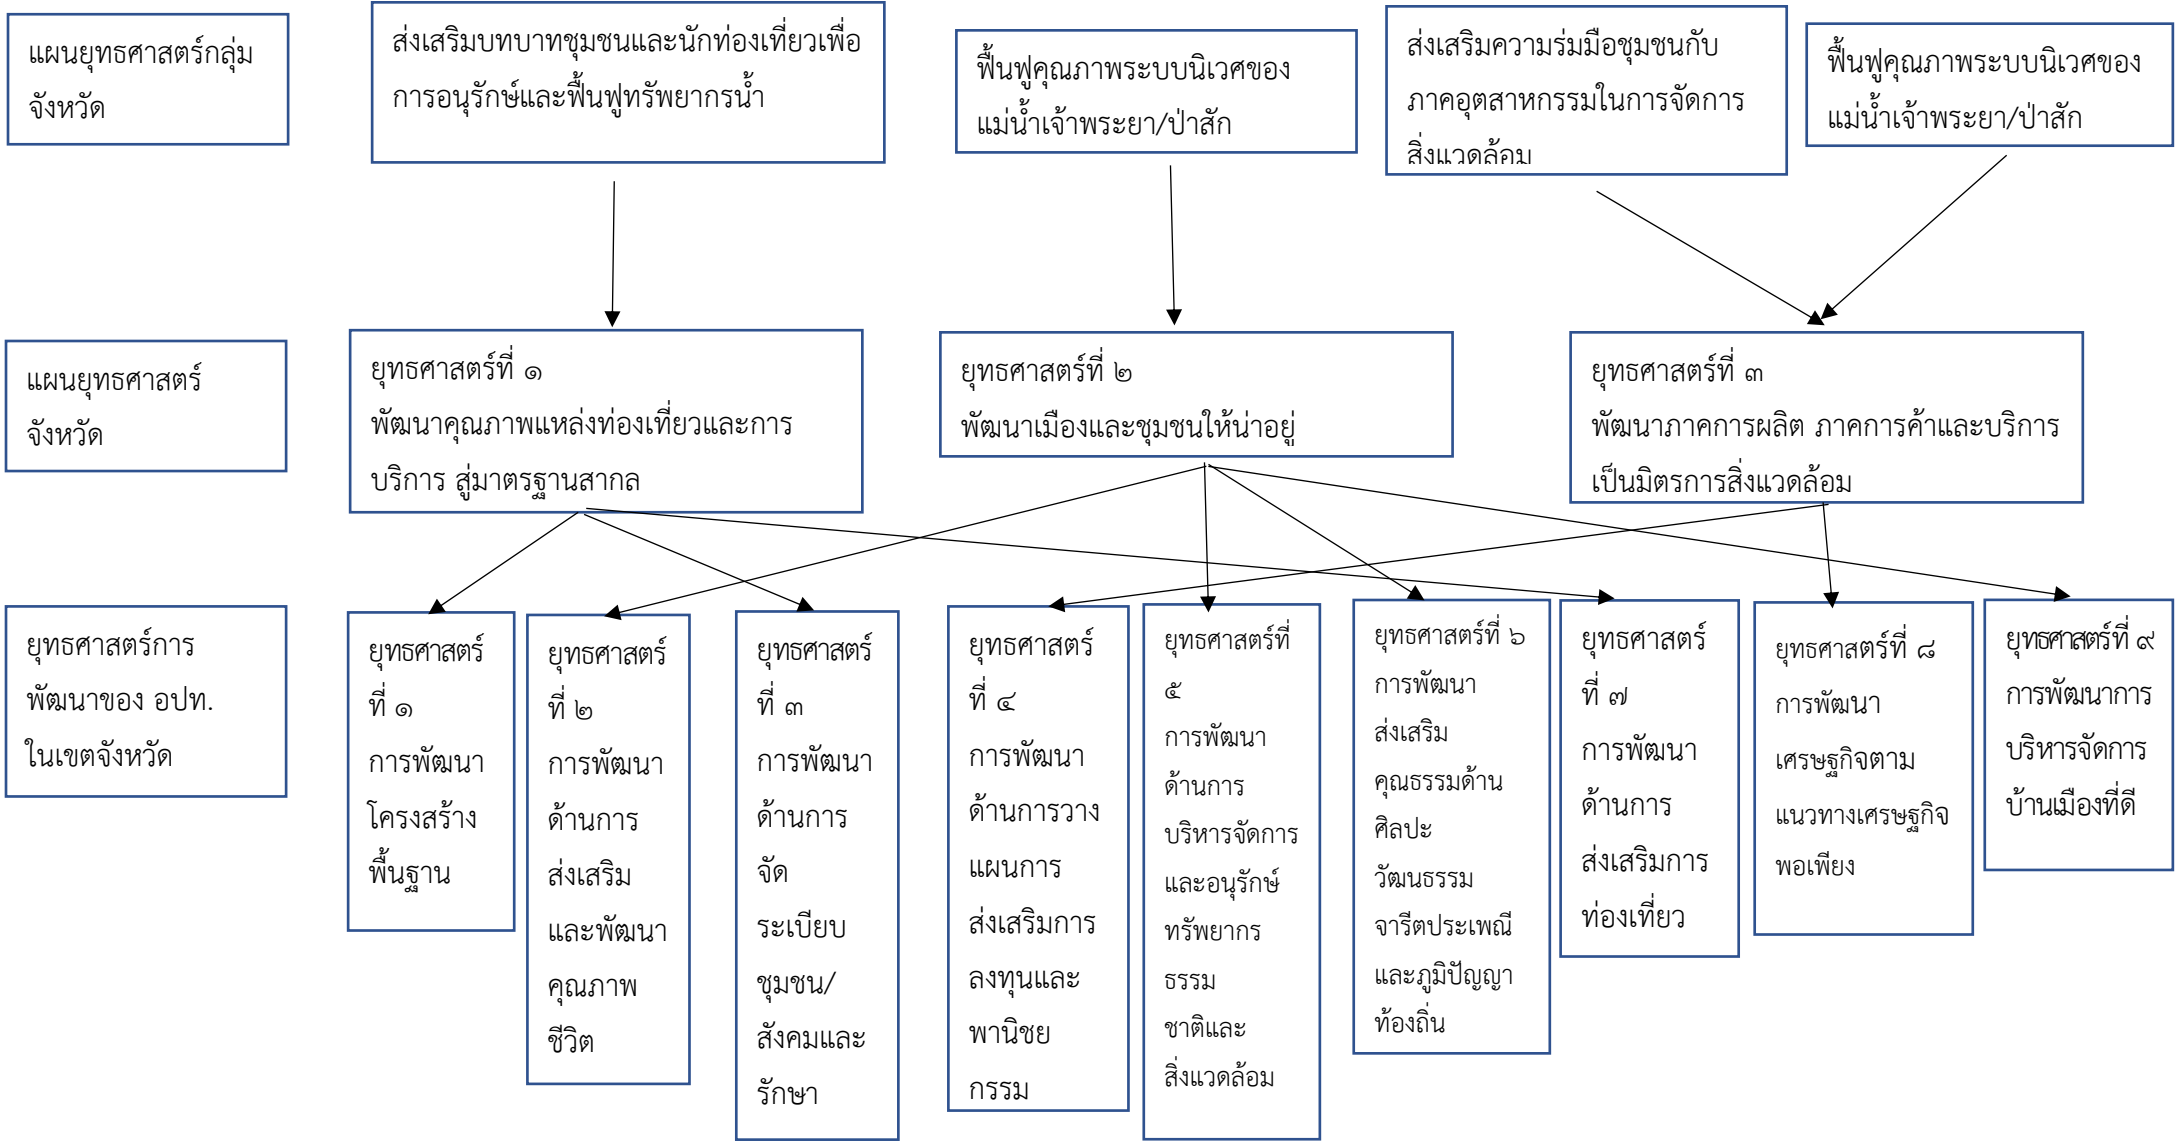 แผนยุทธศาสตร์กลุ่ม
จังหวัด
ส่งเสริมบทบาทชุมชนและนักท่องเที่ยวเพื่อ
การอนุรักษ์และฟื้นฟูทรัพยากรน้ำ
ฟื้นฟูคุณภาพระบบนิเวศของ
แม่น้ำเจ้าพระยา/ป่าสัก
ส่งเสริมความร่มมือชุมชนกับ
ภาคอุตสาหกรรมในการจัดการ
สิ่งแวดล้อม
ฟื้นฟูคุณภาพระบบนิเวศของ
แม่น้ำเจ้าพระยา/ป่าสัก
แผนยุทธศาสตร์
จังหวัด
ยุทธศาสตร์ที่ ๑
พัฒนาคุณภาพแหล่งท่องเที่ยวและการ
บริการ สู่มาตรฐานสากล
ยุทธศาสตร์ที่ ๒
พัฒนาเมืองและชุมชนให้น่าอยู่
ยุทธศาสตร์ที่ ๓
พัฒนาภาคการผลิต ภาคการค้าและบริการ
เป็นมิตรการสิ่งแวดล้อม
ยุทธศาสตร์การ
พัฒนาของ อปท.
ในเขตจังหวัด
ยุทธศาสตร์
ที่ ๑
การพัฒนา
โครงสร้าง
พื้นฐาน
ยุทธศาสตร์
ที่ ๒
การพัฒนา
ด้านการ
ส่งเสริม
และพัฒนา
คุณภาพ
ชีวิต
ยุทธศาสตร์
ที่ ๓
การพัฒนา
ด้านการ
จัด
ระเบียบ
ชุมชน/
สังคมและ
รักษา
ยุทธศาสตร์
ที่ ๔
การพัฒนา
ด้านการวาง
แผนการ
ส่งเสริมการ
ลงทุนและ
พานิชย
กรรม
ยุทธศาสตร์ที่
๕
การพัฒนา
ด้านการ
บริหารจัดการ
และอนุรักษ์
ทรัพยากร
ธรรม
ชาติและ
สิ่งแวดล้อม
ยุทธศาสตร์ที่ ๖
การพัฒนา
ส่งเสริม
คุณธรรมด้าน
ศิลปะ
วัฒนธรรม
จารีตประเพณี
และภูมิปัญญา
ท้องถิ่น
ยุทธศาสตร์
ที่ ๗
การพัฒนา
ด้านการ
ส่งเสริมการ
ท่องเที่ยว
ยุทธศาสตร์ที่ ๘
การพัฒนา
เศรษฐกิจตาม
แนวทางเศรษฐกิจ
พอเพียง
ยุทธศาสตร์ที่ ๙
การพัฒนาการ
บริหารจัดการ
บ้านเมืองที่ดี